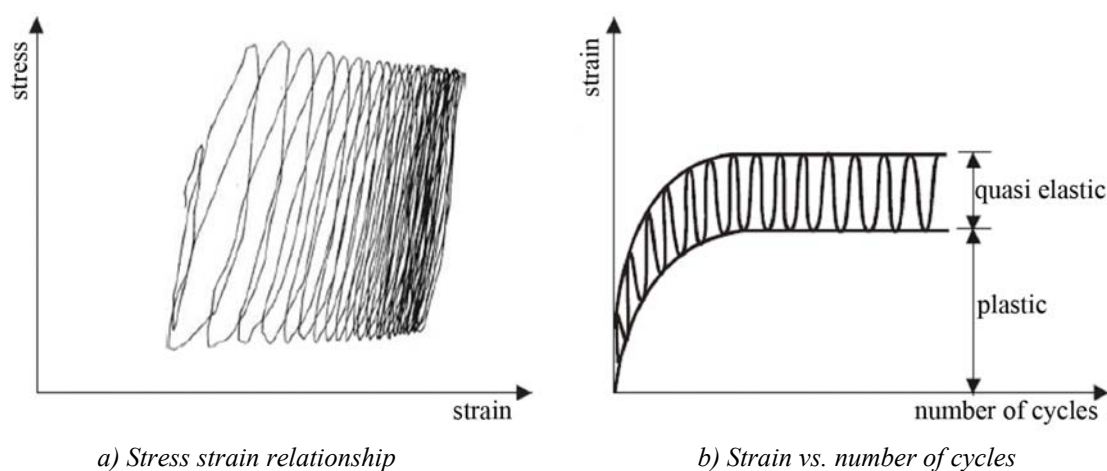 stress
strain
strain
quasi elastic
plastic
number of cycles
a) Stress strain relationship
b) Strain vs. number of cycles